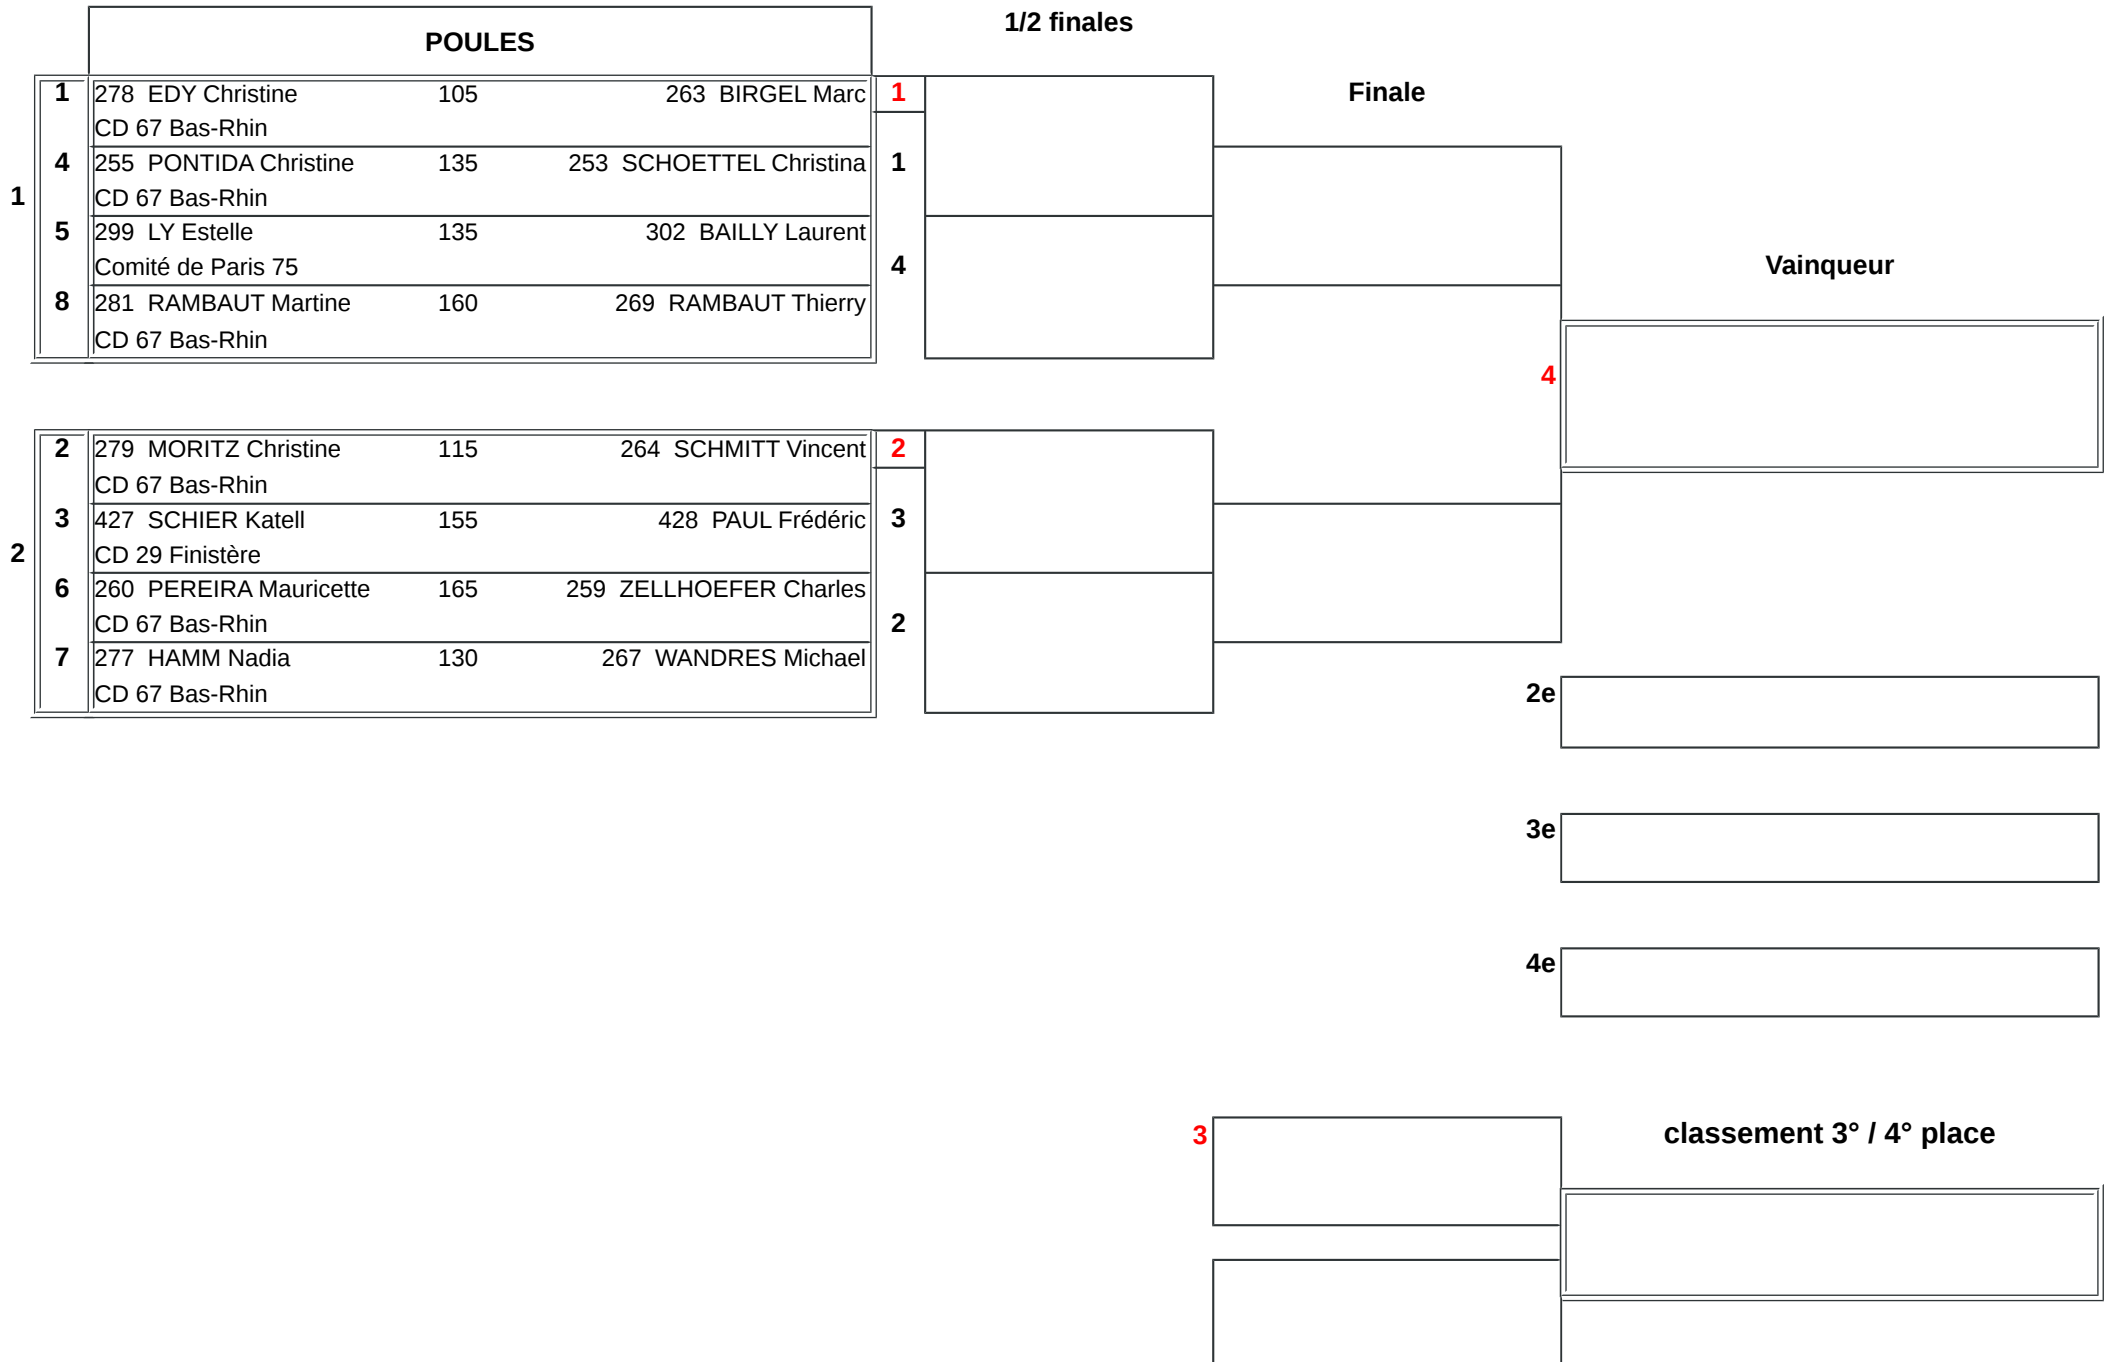 POULES
1/2 finales
1 278 EDY Christine 105 263 BIRGEL Marc 1 Finale
CD 67 Bas-Rhin
4 255 PONTIDA Christine 135 253 SCHOETTEL Christina 1
1 CD 67 Bas-Rhin
5 299 LY Estelle 135 302 BAILLY Laurent
Comité de Paris 75 4 Vainqueur
8 281 RAMBAUT Martine 160 269 RAMBAUT Thierry
CD 67 Bas-Rhin
4
2 279 MORITZ Christine 115 264 SCHMITT Vincent 2
CD 67 Bas-Rhin
3 427 SCHIER Katell 155 428 PAUL Frédéric 3
2 CD 29 Finistère
6 260 PEREIRA Mauricette 165 259 ZELLHOEFER Charles
CD 67 Bas-Rhin 2
7 277 HAMM Nadia 130 267 WANDRES Michael
CD 67 Bas-Rhin 2e
3e
4e
3 classement 3° / 4° place